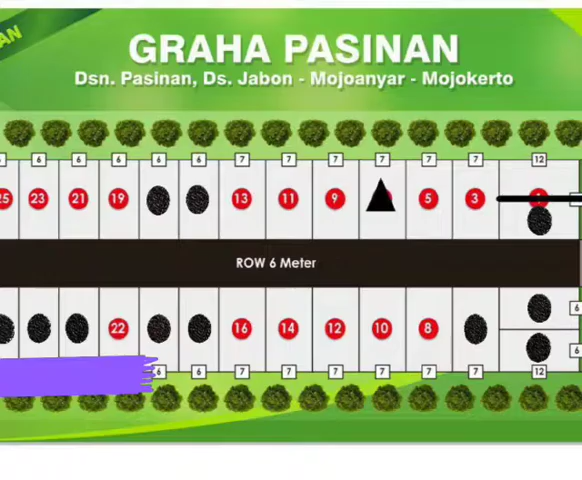 AN
GRAHA PASINAN
Dsn. Pasinan, Ds. Jabon - Mojoanyar - Mojokerto
6 6 6 6 6 7 7 7 7 7 7 12
25 23 21 19 13 11 9 5 3
ROW 6 Meter
6
22 16 14 12 10 8
6
6 6 7 7 7 7 7 7 12